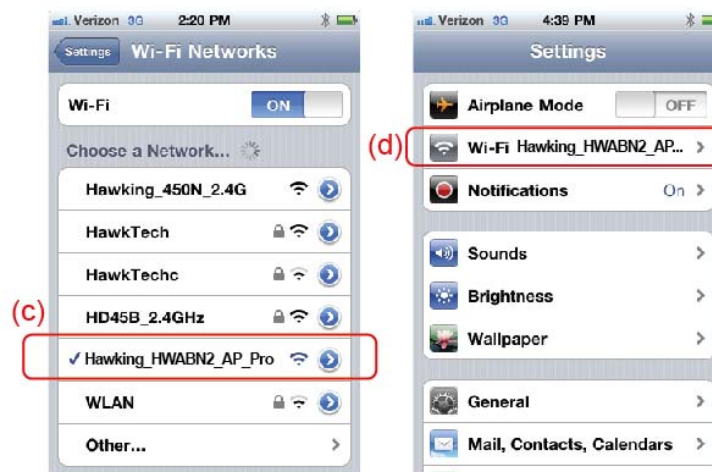 Verizon 3G 2:20 PM
Settings Wi-Fi Networks
Wi-Fi ON
Choose a Network...
Hawking_450N_2.4G
HawkTech
HawkTechc
HD45B_2.4GHz
(c)
Hawking_HWABN2_AP_Pro
WLAN
Other...
Verizon 3G 4:39 PM
Settings
Airplane Mode OFF
(d) Wi-Fi Hawking_HWABN2_AP...
Notifications On
Sounds
Brightness
Wallpaper
General
Mail, Contacts, Calendars